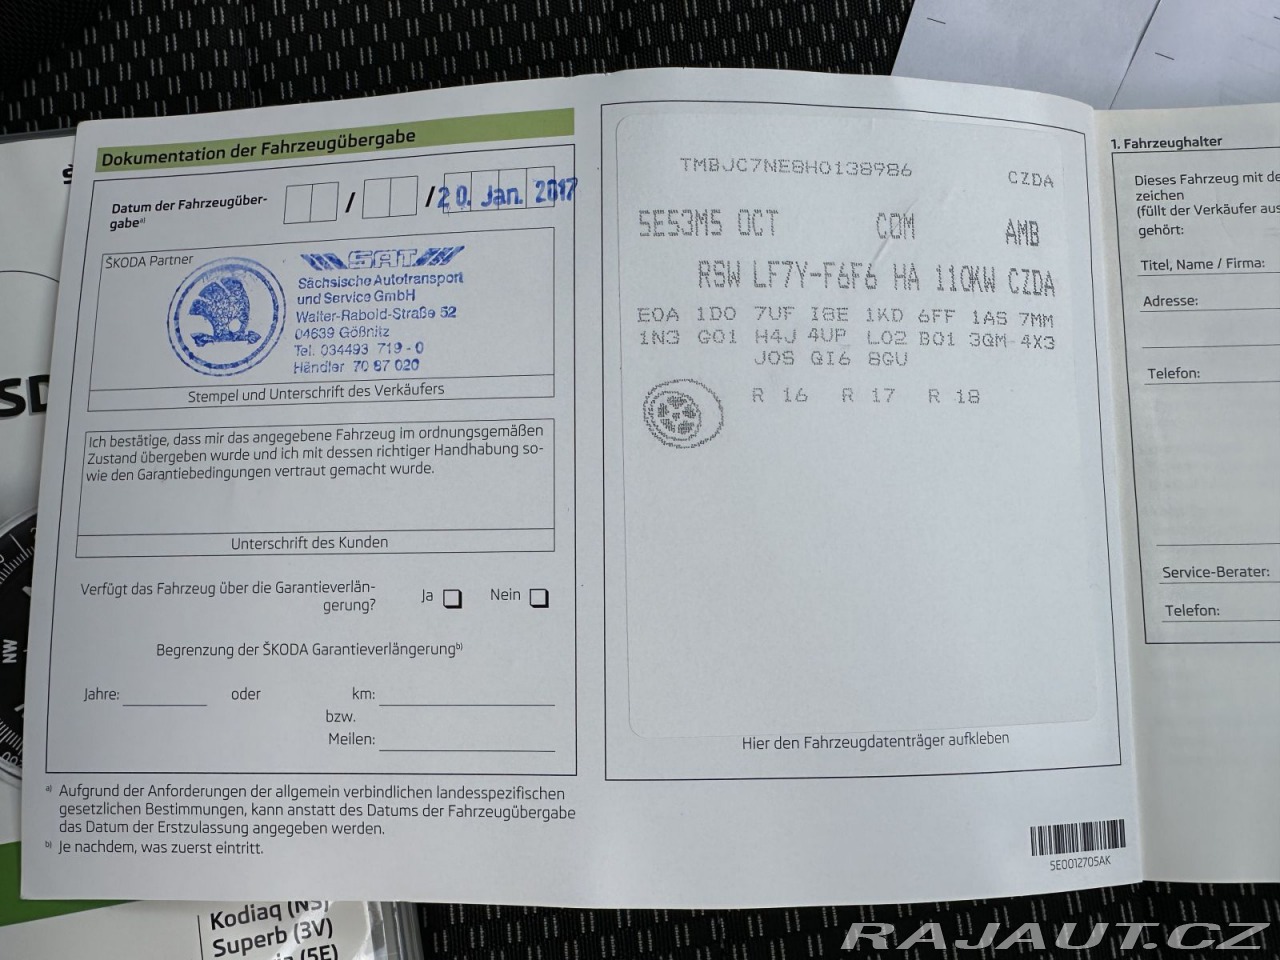 Dokumentation der Fahrzeugübergabe
Datum der Fahrzeugüber-
gabe a)
/ / 20. Jan. 2017
ŠKODA Partner
SAT
Sächsische Autotransport
und Service GmbH
Walter-Rabold-Straße 52
04639 Gößnitz
Tel. 034493 719-0
Händler 70 87 020
Stempel und Unterschrift des Verkäufers
Ich bestätige, dass mir das angegebene Fahrzeug im ordnungsgemäßen
Zustand übergeben wurde und ich mit dessen richtiger Handhabung so-
wie den Garantiebedingungen vertraut gemacht wurde.
Unterschrift des Kunden
Verfügt das Fahrzeug über die Garantieverlän-
gerung?
Ja Nein
Begrenzung der ŠKODA Garantieverlängerung b)
Jahre: oder km:
bzw.
Meilen:
a) Aufgrund der Anforderungen der allgemein verbindlichen landesspezifischen
gesetzlichen Bestimmungen, kann anstatt des Datums der Fahrzeugübergabe
das Datum der Erstzulassung angegeben werden.
b) Je nachdem, was zuerst eintritt.
TMBJC7NE8H0138986
CZDA
5E53M5 OCT COM AMB
RSW LF7Y-F6F6 HA 110KW CZDA
E0A 1D0 7UF I8E 1KD 6FF 1AS 7MM
1N3 G01 H4J 4UP L02 B01 3QM 4X3
J0S QI6 8GU
R 16 R 17 R 18
Hier den Fahrzeugdatenträger aufkleben
5E0012705AK
1. Fahrzeughalter
Dieses Fahrzeug mit de
zeichen
(füllt der Verkäufer aus
gehört:
Titel, Name / Firma:
Adresse:
Telefon:
Service-Berater:
Telefon:
NW
Kodiaq (NS)
Superb (3V)
(5E)
RAJAUT.CZ